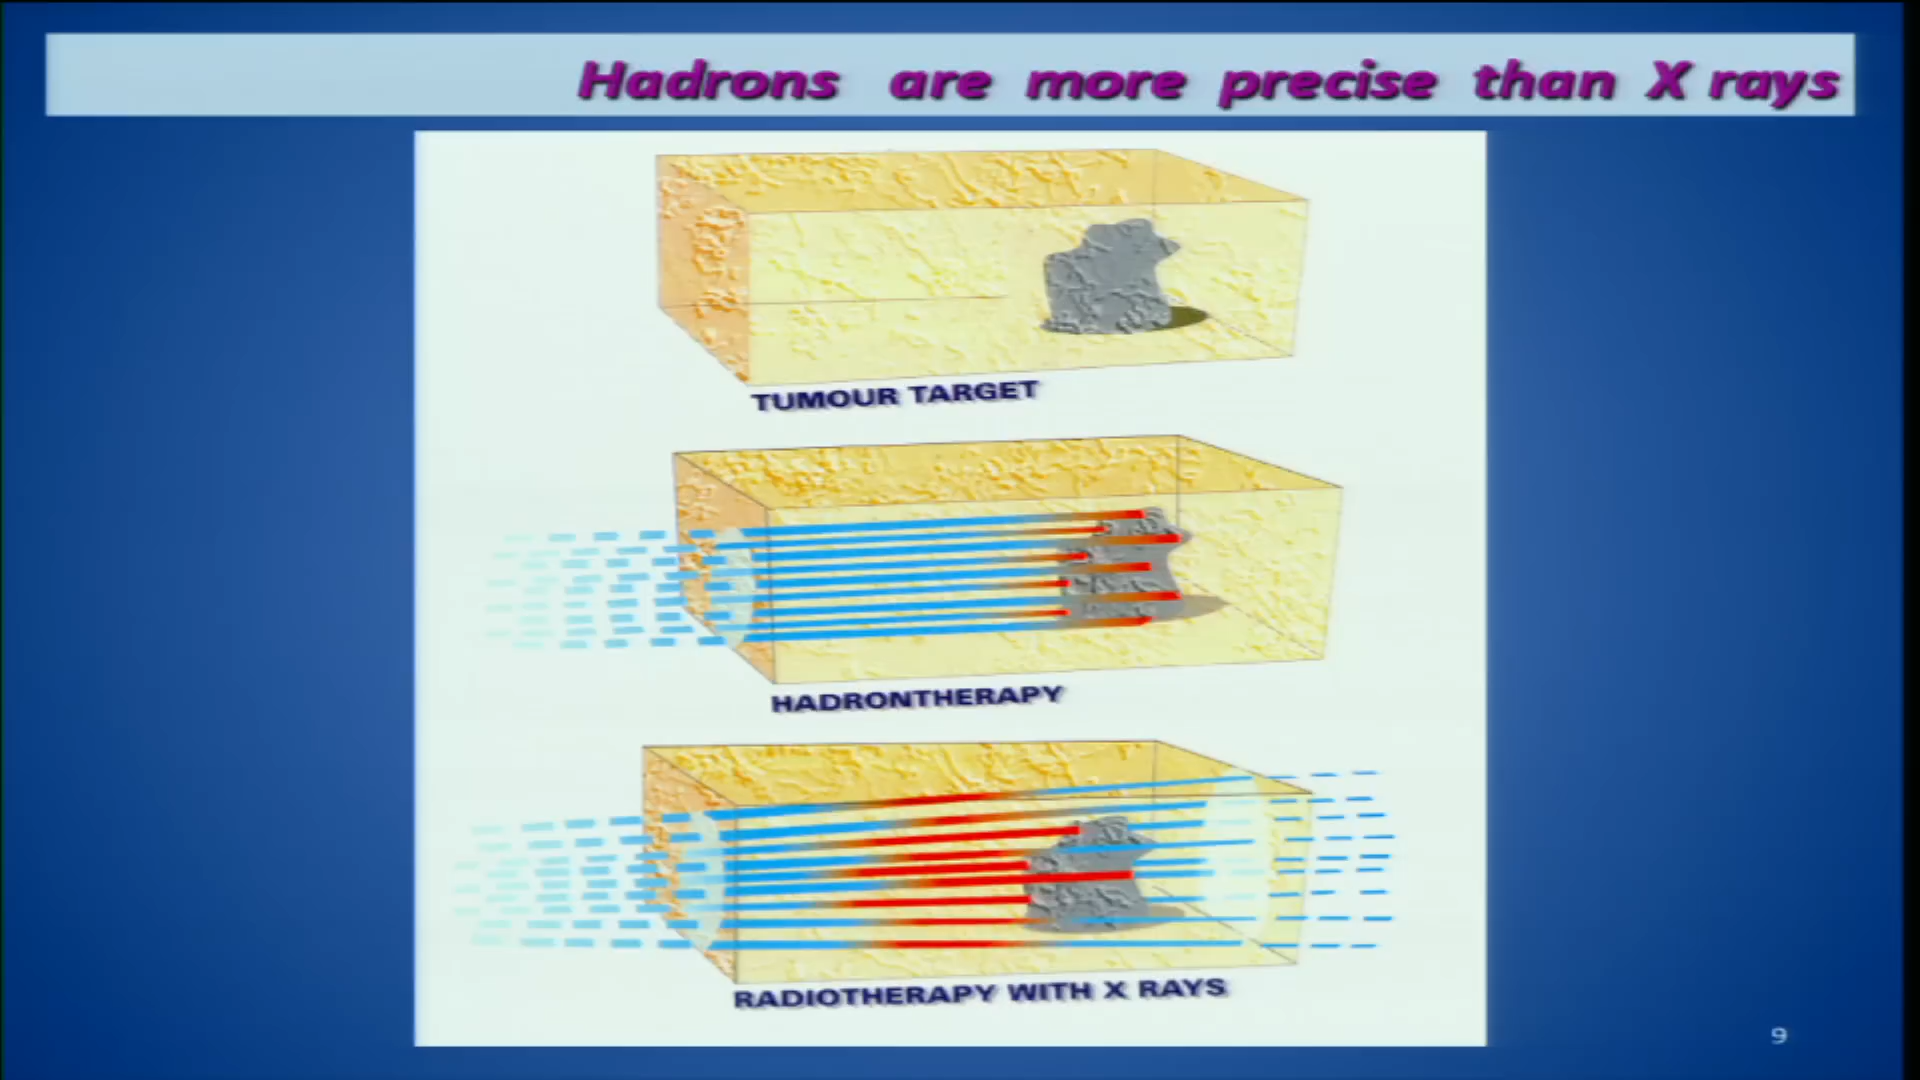 Hadrons are more precise than X rays
TUMOUR TARGET
HADRONTHERAPY
RADIOTHERAPY WITH X RAYS
9